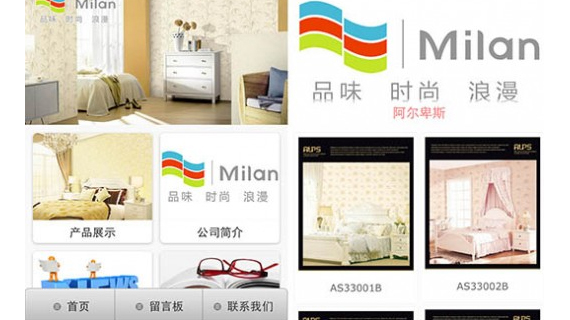 Milan
品味 时尚 浪漫
产品展示
Milan
品味 时尚 浪漫
公司简介
NEWS
首页
留言板
联系我们
Milan
品味 时尚 浪漫
阿尔卑斯
ALPS
AS33001B
ALPS
AS33002B